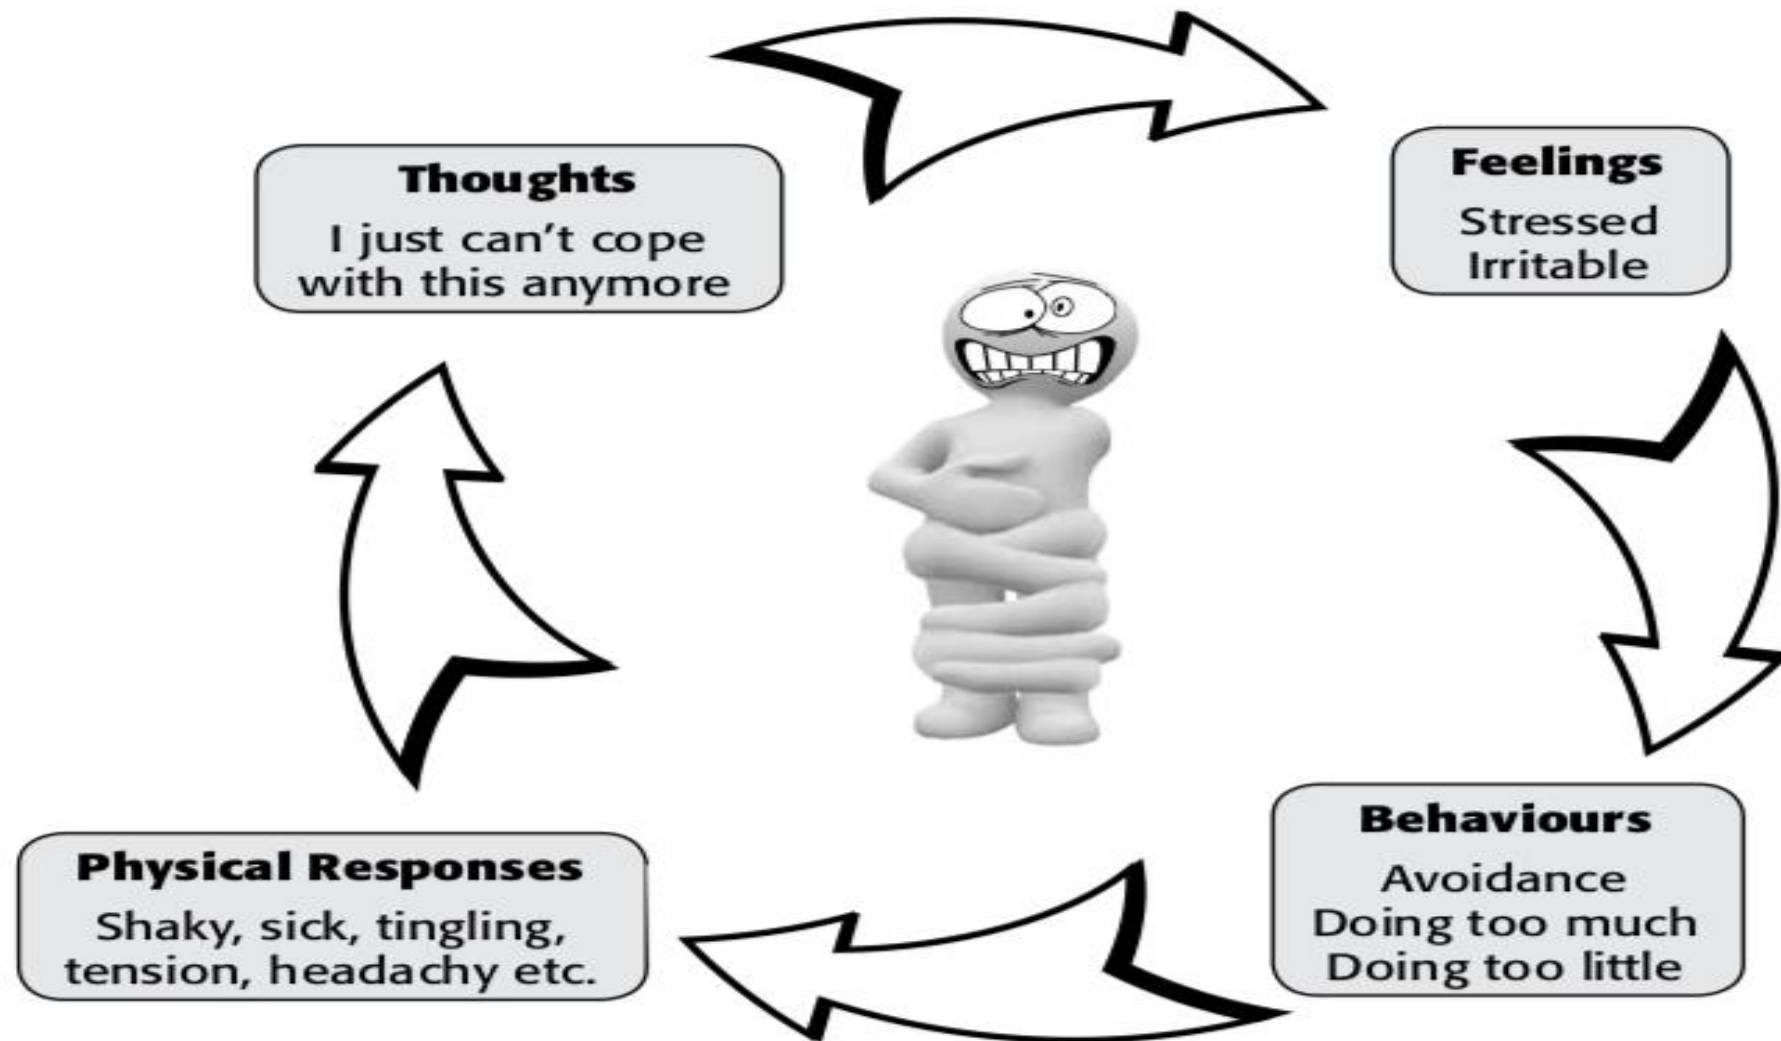 Thoughts
I just can't cope
with this anymore
Feelings
Stressed
Irritable
Behaviours
Avoidance
Doing too much
Doing too little
Physical Responses
Shaky, sick, tingling,
tension, headachy etc.